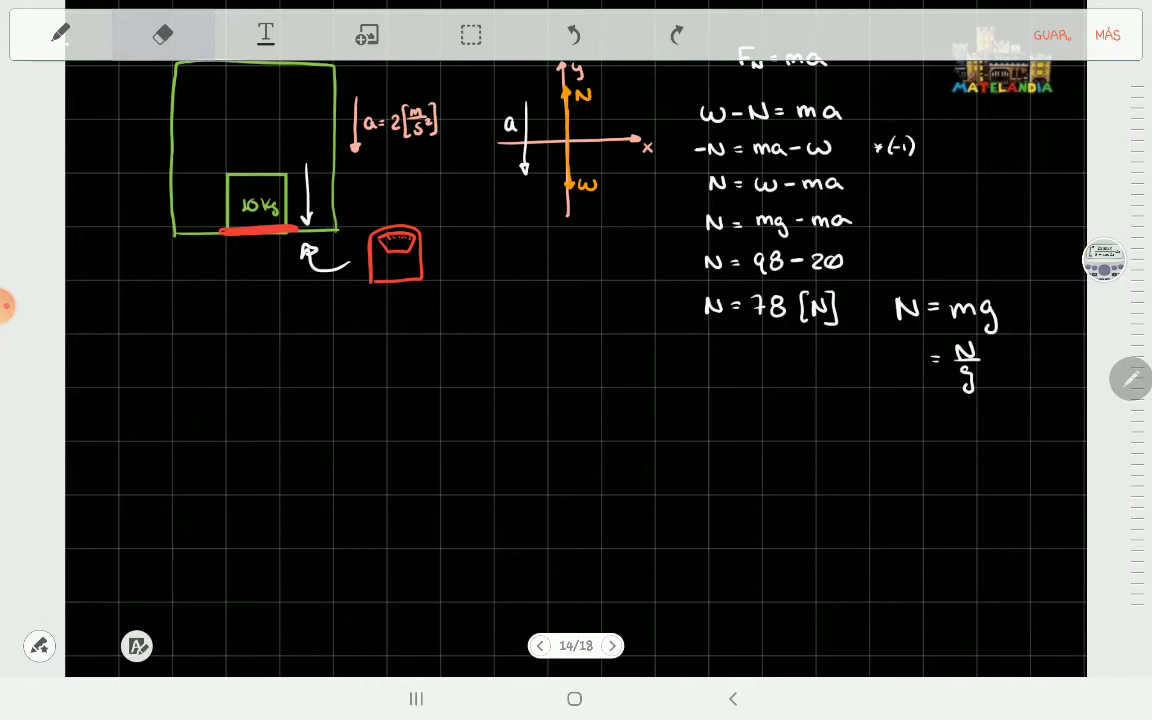 T
GUAR.
MÁS
F_N = ma
MATELANDIA
y
N
a = 2 [m/s²]
a
x
w
10 kg
w - N = ma
-N = ma - w   * (-1)
N = w - ma
N = mg - ma
N = 98 - 20
N = 78 [N]
N = mg
= N/g
14/18